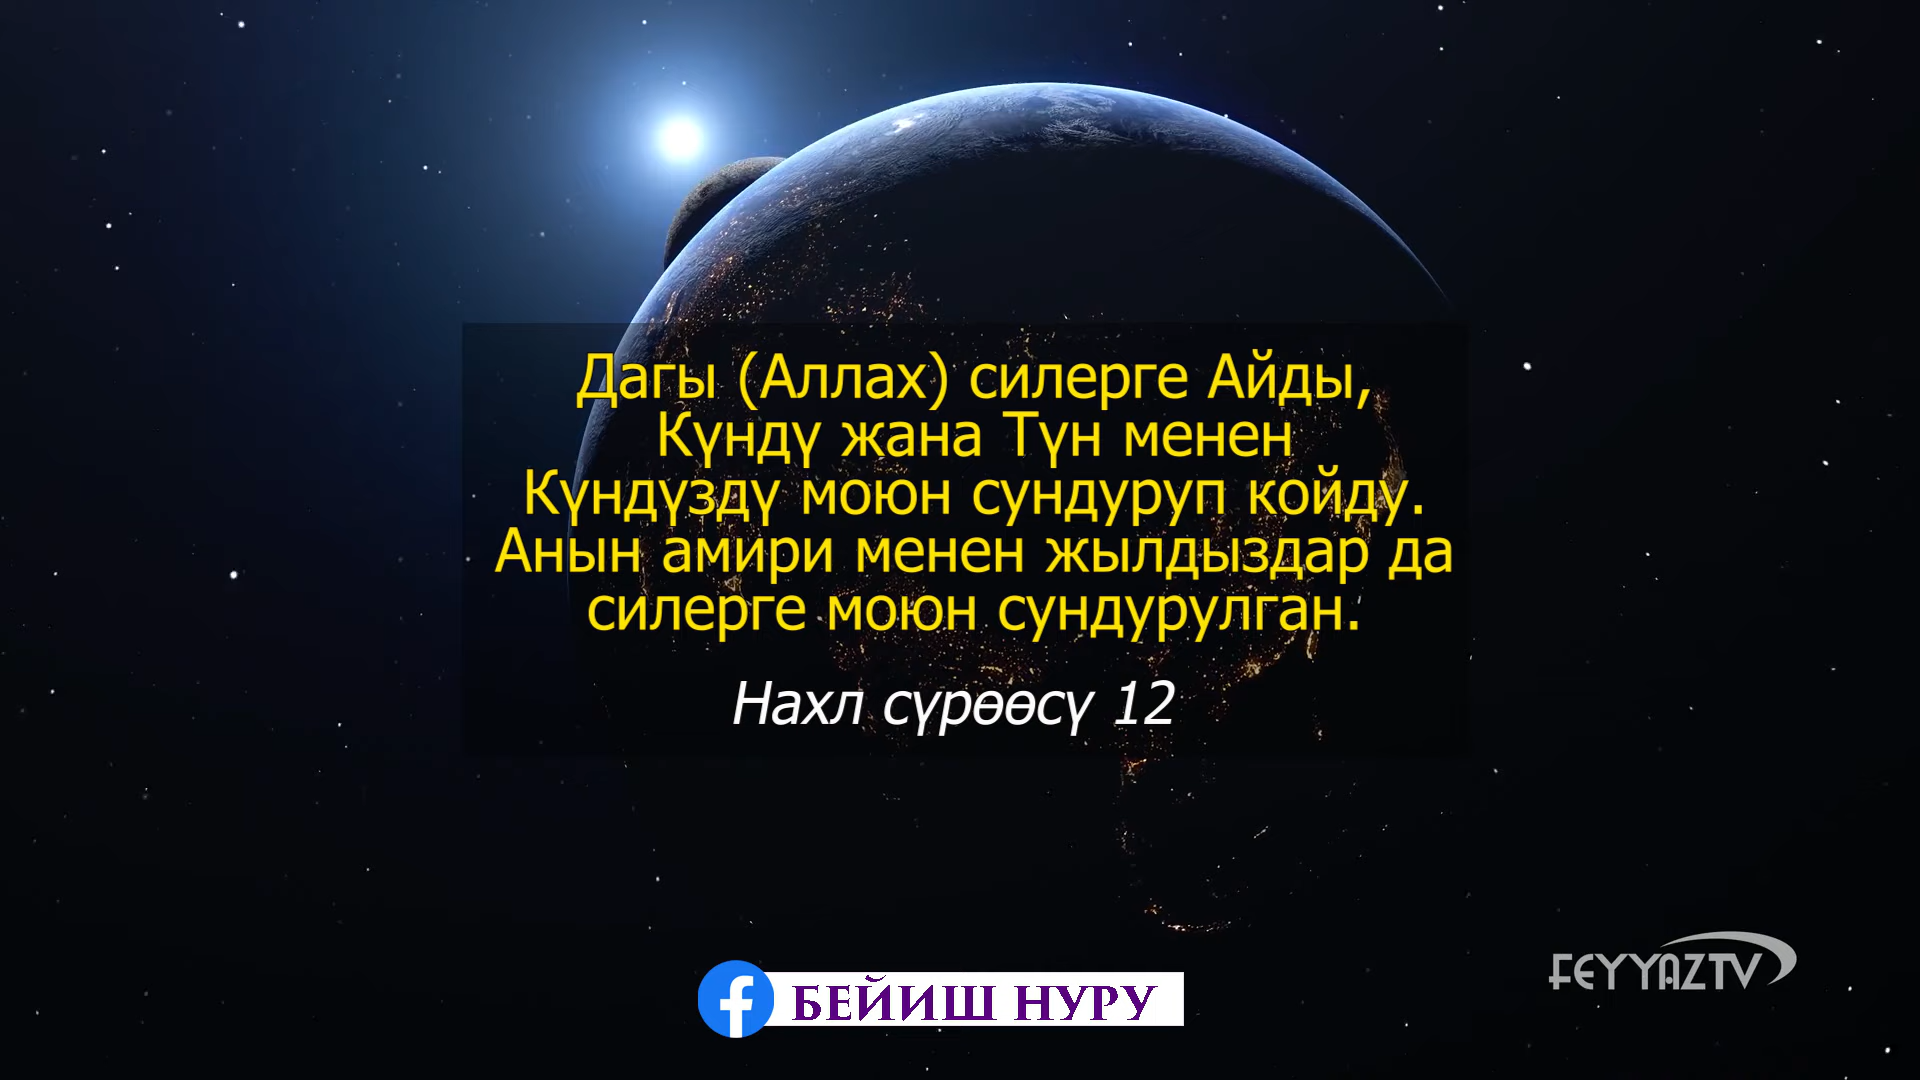 Дагы (Аллах) силерге Айды,
Күндү жана Түн менен
Күндүздү моюн сундуруп койду.
Анын амири менен жылдыздар да
силерге моюн сундурулган.
Нахл сүрөөсү 12
БЕЙИШ НУРУ
FEYYAZTV